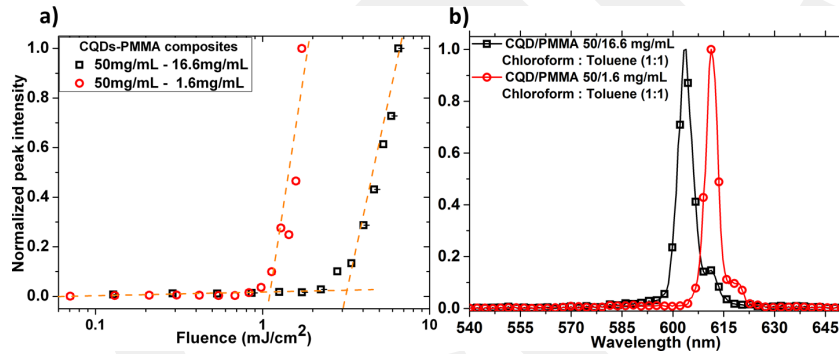 a)
CQDs-PMMA composites
50mg/mL - 16.6mg/mL
50mg/mL - 1.6mg/mL
Normalized peak intensity
1.0
0.8
0.6
0.4
0.2
0.0
0.1
1
10
Fluence (mJ/cm²)
b)
CQD/PMMA 50/16.6 mg/mL
Chloroform : Toluene (1:1)
CQD/PMMA 50/1.6 mg/mL
Chloroform : Toluene (1:1)
1.0
0.8
0.6
0.4
0.2
0.0
540 555 570 585 600 615 630 645
Wavelength (nm)